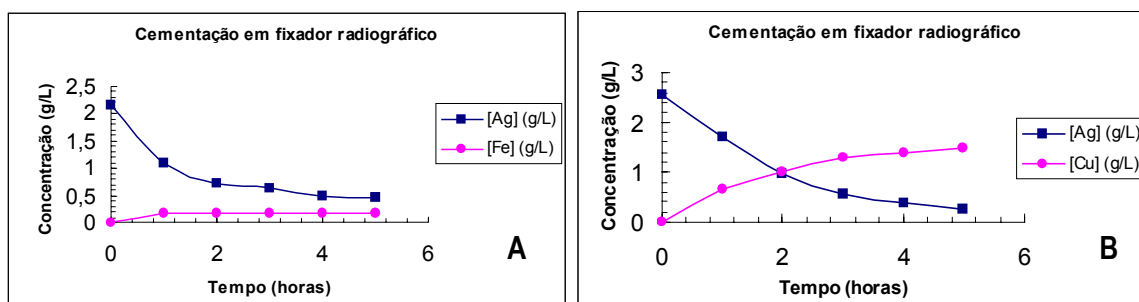 Cementação em fixador radiográfico
Concentração (g/L)
2,5
2
1,5
1
0,5
0
0
2
4
6
Tempo (horas)
[Ag] (g/L)
[Fe] (g/L)
A
Cementação em fixador radiográfico
Concentração (g/L)
3
2
2
1
1
0
0
2
4
6
Tempo (horas)
[Ag] (g/L)
[Cu] (g/L)
B